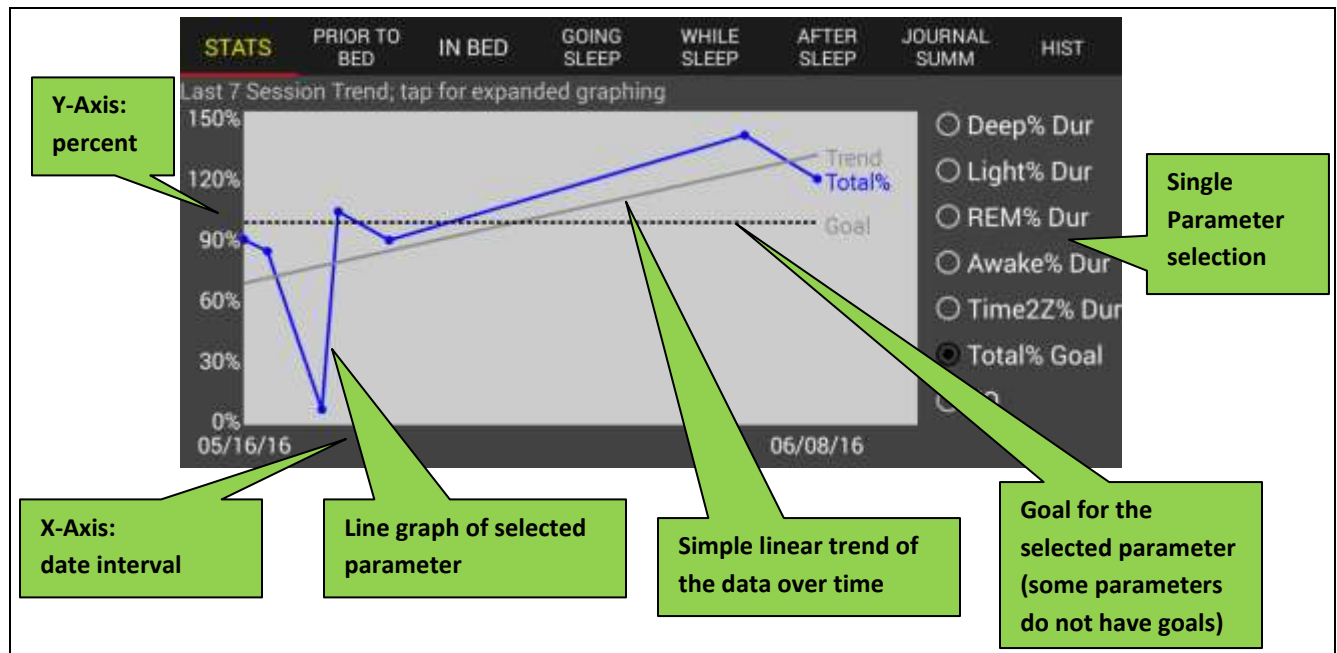 STATS PRIOR TO BED IN BED GOING SLEEP WHILE SLEEP AFTER SLEEP JOURNAL SUMM HIST
Last 7 Session Trend; tap for expanded graphing
Y-Axis:
percent
150%
120%
90%
60%
30%
0%
05/16/16
06/08/16
Trend
Total%
Goal
Deep% Dur
Light% Dur
REM% Dur
Awake% Dur
Time2Z% Dur
Total% Goal
Single
Parameter
selection
X-Axis:
date interval
Line graph of selected
parameter
Simple linear trend of
the data over time
Goal for the
selected parameter
(some parameters
do not have goals)